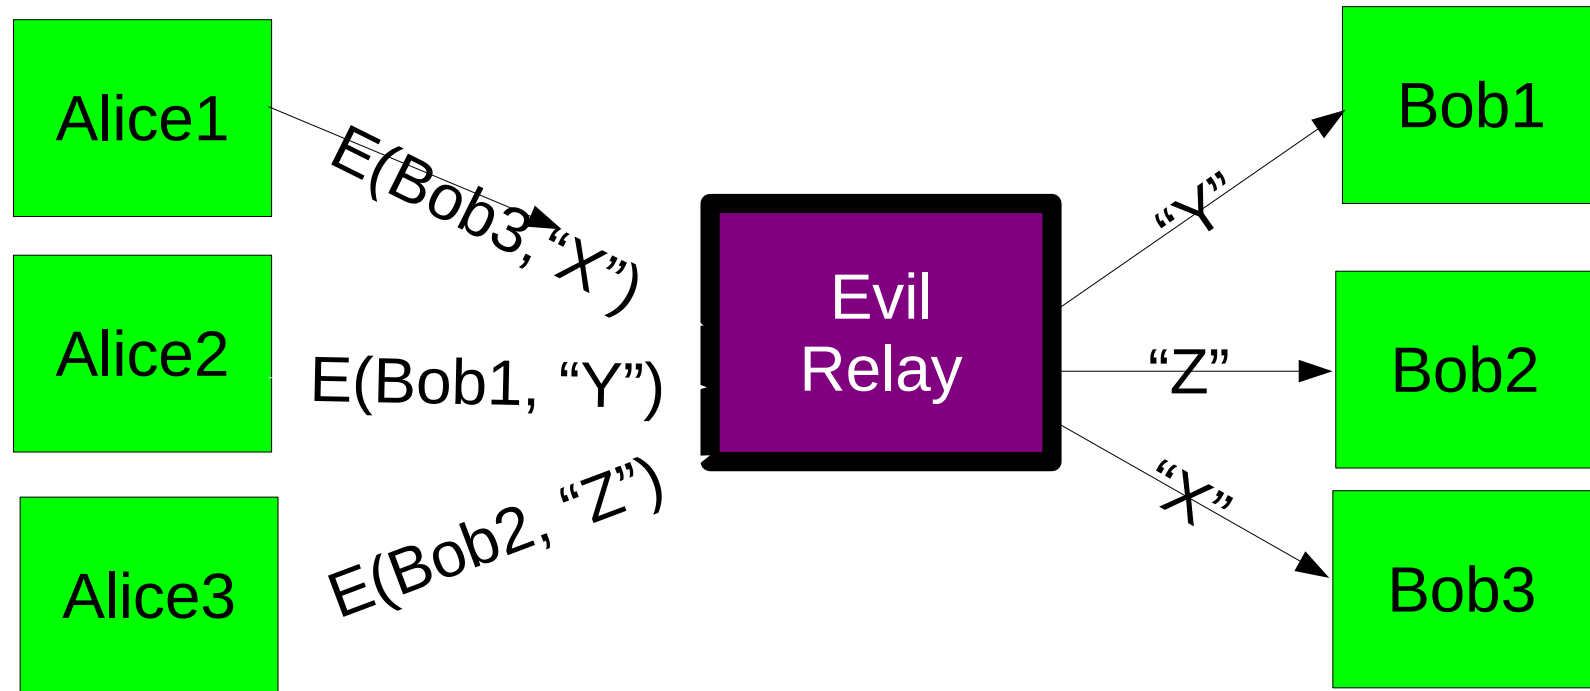 Alice1
E(Bob3, “X”)
Alice2
E(Bob1, “Y”)
Alice3
E(Bob2, “Z”)
Evil
Relay
“Y”
“Z”
“X”
Bob1
Bob2
Bob3